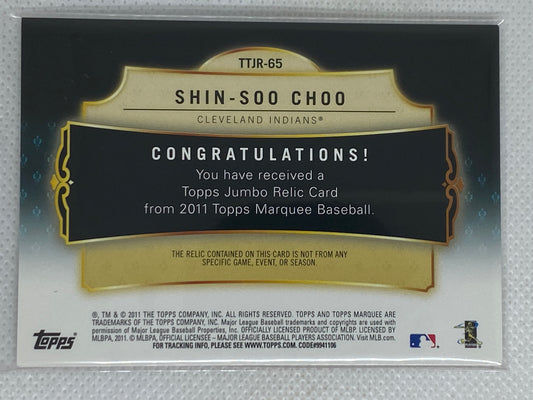 TTJR-65
SHIN-SOO CHOO
CLEVELAND INDIANS®
CONGRATULATIONS!
You have received a
Topps Jumbo Relic Card
from 2011 Topps Marquee Baseball.
THE RELIC CONTAINED ON THIS CARD IS NOT FROM ANY
SPECIFIC GAME, EVENT, OR SEASON.
®, TM & © 2011 THE TOPPS COMPANY, INC. ALL RIGHTS RESERVED. TOPPS AND TOPPS MARQUEE ARE
TRADEMARKS OF THE TOPPS COMPANY, INC. Major League Baseball trademarks and copyrights are used with
permission of Major League Baseball Properties, Inc. OFFICIALLY LICENSED PRODUCT OF MLBP. LICENSED BY
MLBPA, 2011. © MLBPA, OFFICIAL LICENSEE – MAJOR LEAGUE BASEBALL PLAYERS ASSOCIATION. Visit MLB.com.
FOR TRACKING INFO, PLEASE SEE WWW.TOPPS.COM. CODE#9941106
Topps